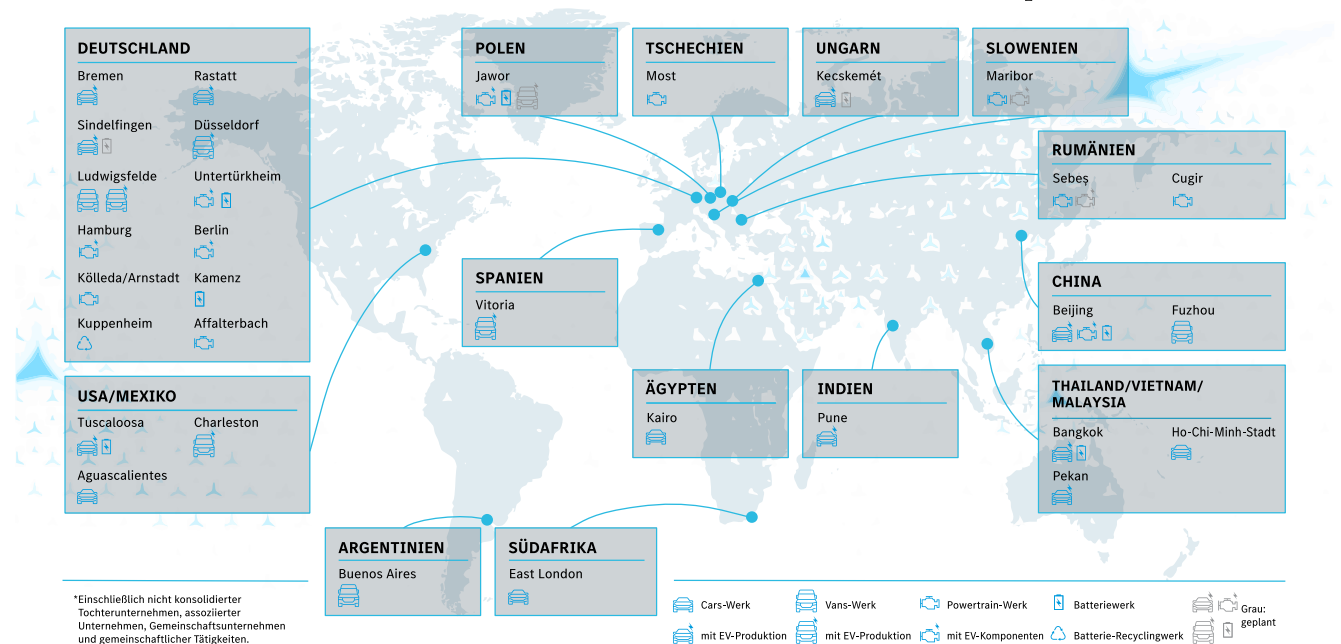 DEUTSCHLAND
Bremen Rastatt
Sindelfingen Düsseldorf
Ludwigsfelde Untertürkheim
Hamburg Berlin
Kölleda/Arnstadt Kamenz
Kuppenheim Affalterbach
USA/MEXIKO
Tuscaloosa Charleston
Aguascalientes
POLEN
Jawor
TSCHECHIEN
Most
UNGARN
Kecskemét
SLOWENIEN
Maribor
RUMÄNIEN
Sebeș Cugir
SPANIEN
Vitoria
CHINA
Beijing Fuzhou
ÄGYPTEN
Kairo
INDIEN
Pune
THAILAND/VIETNAM/
MALAYSIA
Bangkok Ho-Chi-Minh-Stadt
Pekan
ARGENTINIEN
Buenos Aires
SÜDAFRIKA
East London
*Einschließlich nicht konsolidierter
Tochterunternehmen, assoziierter
Unternehmen, Gemeinschaftsunternehmen
und gemeinschaftlicher Tätigkeiten.
Cars-Werk Vans-Werk Powertrain-Werk Batteriewerk Grau:
geplant
mit EV-Produktion mit EV-Produktion mit EV-Komponenten Batterie-Recyclingwerk